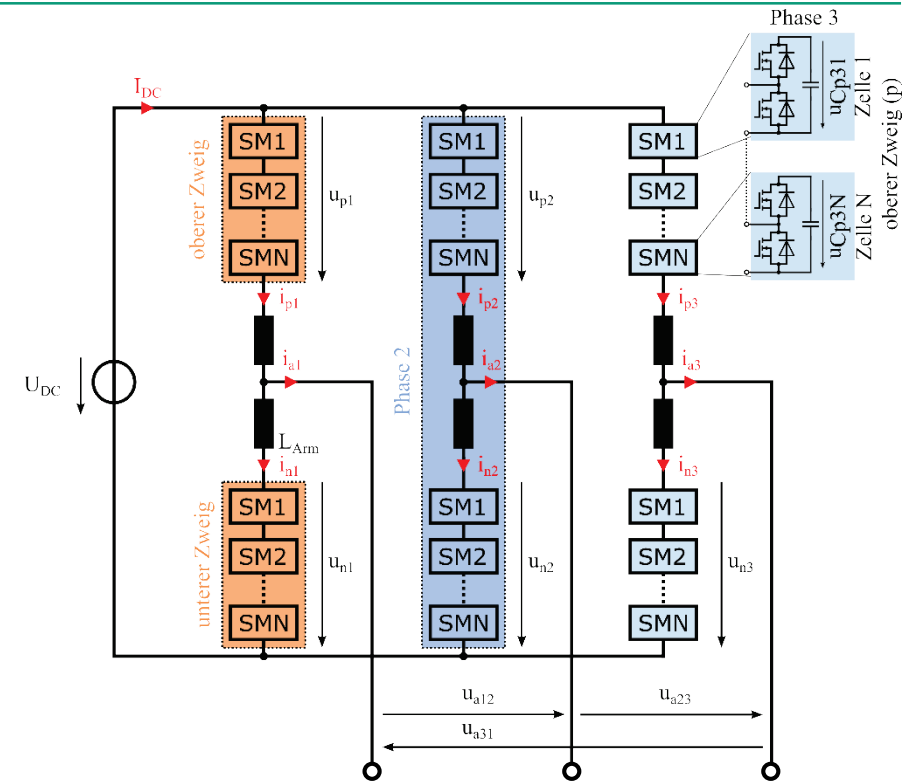 Phase 3
I_DC
uCp31
Zelle 1
oberer Zweig (p)
uCp3N
Zelle N
oberer Zweig
SM1
SM2
SMN
u_p1
SM1
SM2
SMN
u_p2
SM1
SM2
SMN
i_p1
i_p2
i_p3
U_DC
i_a1
i_a2
i_a3
Phase 2
L_Arm
i_n1
i_n2
i_n3
unterer Zweig
SM1
SM2
SMN
u_n1
SM1
SM2
SMN
u_n2
SM1
SM2
SMN
u_n3
u_a12
u_a23
u_a31